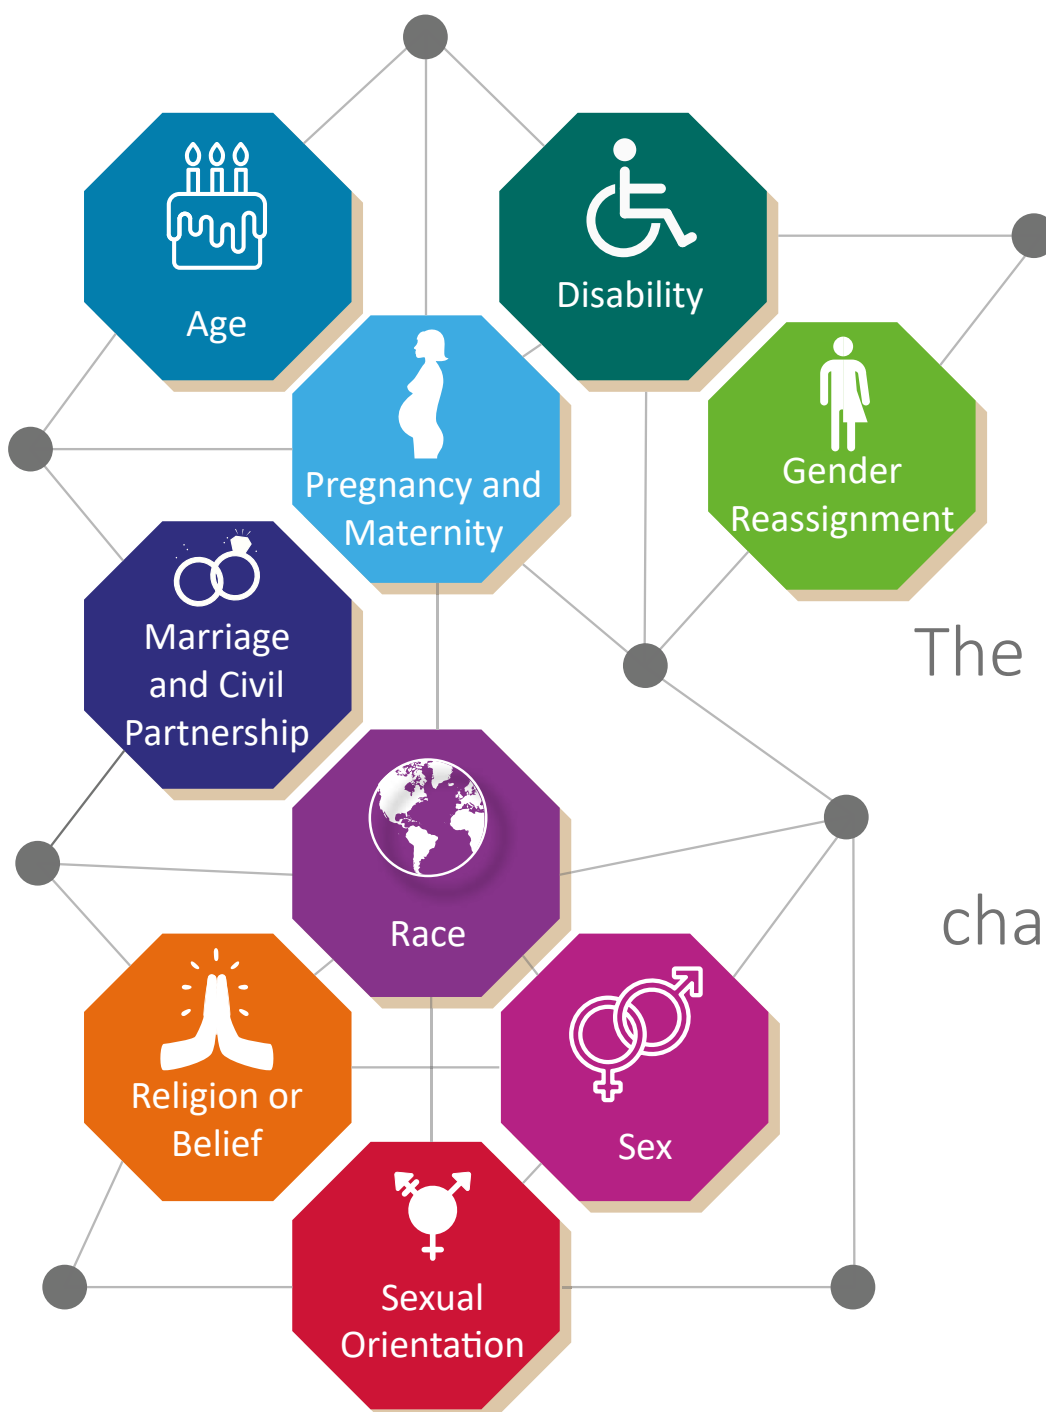 Age
Disability
Pregnancy and
Maternity
Gender
Reassignment
Marriage
and Civil
Partnership
The
Race
cha
Religion or
Belief
Sex
Sexual
Orientation